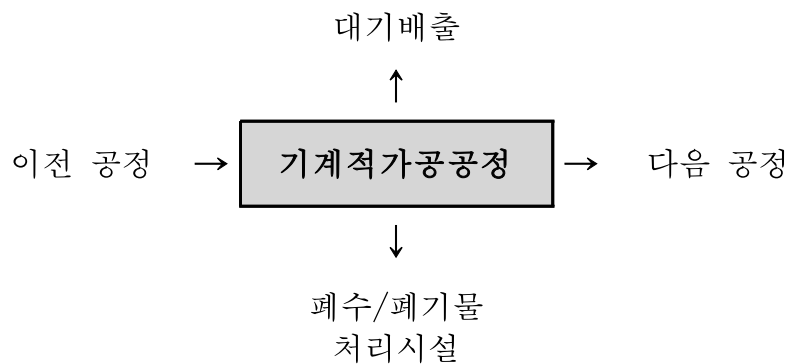 대기배출
↑
이전 공정 → 기계적가공공정 → 다음 공정
↓
폐수/폐기물
처리시설